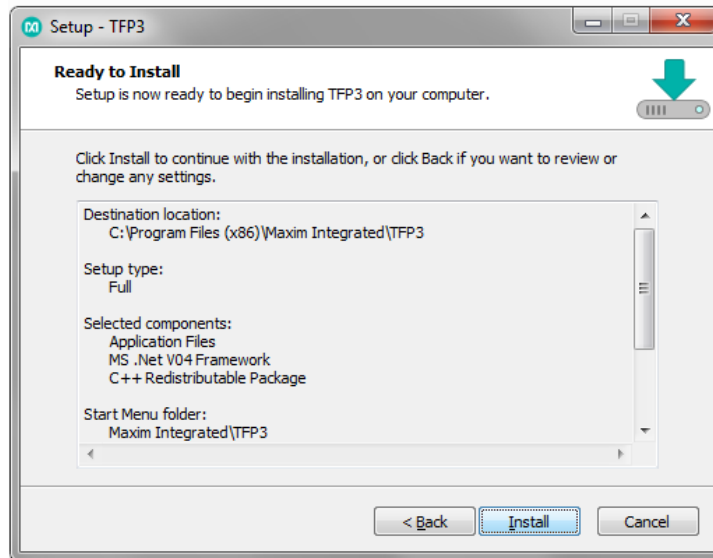 Setup - TFP3
Ready to Install
Setup is now ready to begin installing TFP3 on your computer.
Click Install to continue with the installation, or click Back if you want to review or
change any settings.
Destination location:
C:\Program Files (x86)\Maxim Integrated\TFP3
Setup type:
Full
Selected components:
Application Files
MS .Net V04 Framework
C++ Redistributable Package
Start Menu folder:
Maxim Integrated\TFP3
< Back
Install
Cancel